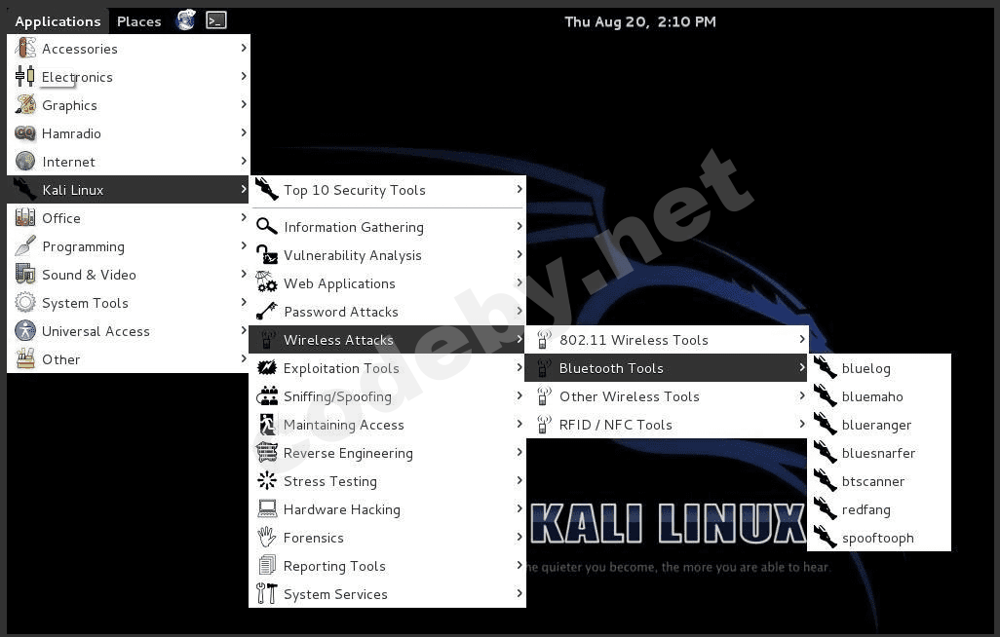 Applications Places Thu Aug 20, 2:10 PM
Accessories
Electronics
Graphics
Hamradio
Internet
Kali Linux
Office
Programming
Sound & Video
System Tools
Universal Access
Other
Top 10 Security Tools
Information Gathering
Vulnerability Analysis
Web Applications
Password Attacks
Wireless Attacks
Exploitation Tools
Sniffing/Spoofing
Maintaining Access
Reverse Engineering
Stress Testing
Hardware Hacking
Forensics
Reporting Tools
System Services
802.11 Wireless Tools
Bluetooth Tools
Other Wireless Tools
RFID / NFC Tools
bluelog
bluemaho
blueranger
bluesnarfer
btscanner
redfang
spooftooph
KALI LINUX
he quieter you become, the more you are able to hear.
codeby.net